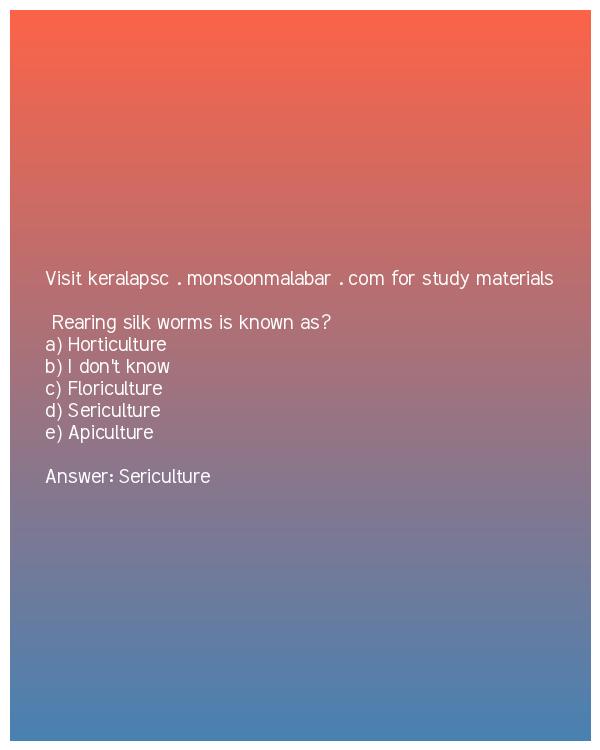 Visit keralapsc . monsoonmalabar . com for study materials
Rearing silk worms is known as?
a) Horticulture
b) I don't know
c) Floriculture
d) Sericulture
e) Apiculture
Answer: Sericulture